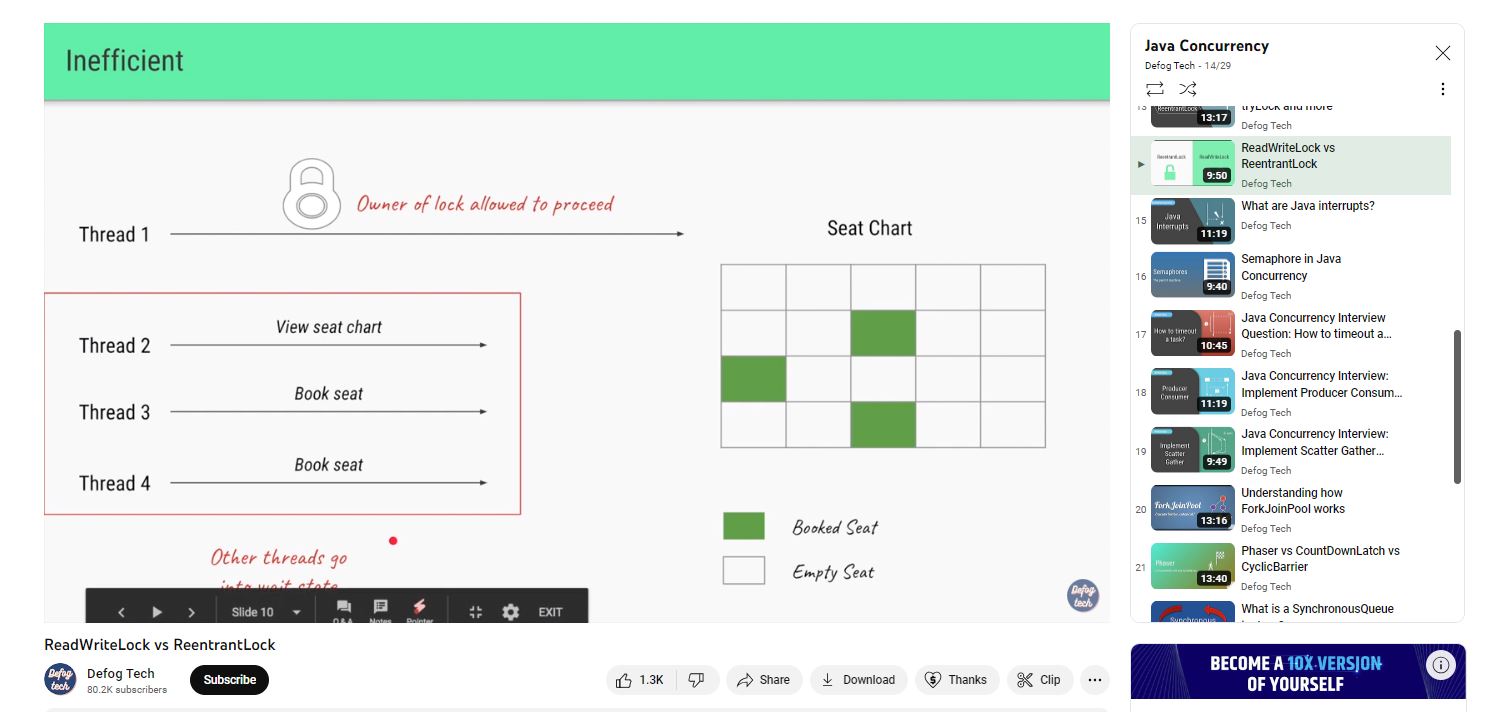 Inefficient
Owner of lock allowed to proceed
Thread 1
View seat chart
Thread 2
Book seat
Thread 3
Book seat
Thread 4
Other threads go
into wait state
Seat Chart
Booked Seat
Empty Seat
Defog
tech
Slide 10
Q&A
Notes
Pointer
EXIT
ReadWriteLock vs ReentrantLock
Defog
tech
Defog Tech
80.2K subscribers
Subscribe
1.3K
Share
Download
Thanks
Clip
Java Concurrency
Defog Tech - 14/29
13
ReentrantLock
13:17
tryLock and more
Defog Tech
ReentrantLock
ReadWriteLock
9:50
ReadWriteLock vs
ReentrantLock
Defog Tech
15
Java
Interrupts
11:19
What are Java interrupts?
Defog Tech
16
Semaphores
9:40
Semaphore in Java
Concurrency
Defog Tech
17
How to timeout
a task?
10:45
Java Concurrency Interview
Question: How to timeout a...
Defog Tech
18
Producer
Consumer
11:19
Java Concurrency Interview:
Implement Producer Consum...
Defog Tech
19
Implement
Scatter
Gather
9:49
Java Concurrency Interview:
Implement Scatter Gather...
Defog Tech
20
ForkJoinPool
13:16
Understanding how
ForkJoinPool works
Defog Tech
21
Phaser
13:40
Phaser vs CountDownLatch vs
CyclicBarrier
Defog Tech
Synchronous
What is a SynchronousQueue
BECOME A 10X VERSION
OF YOURSELF